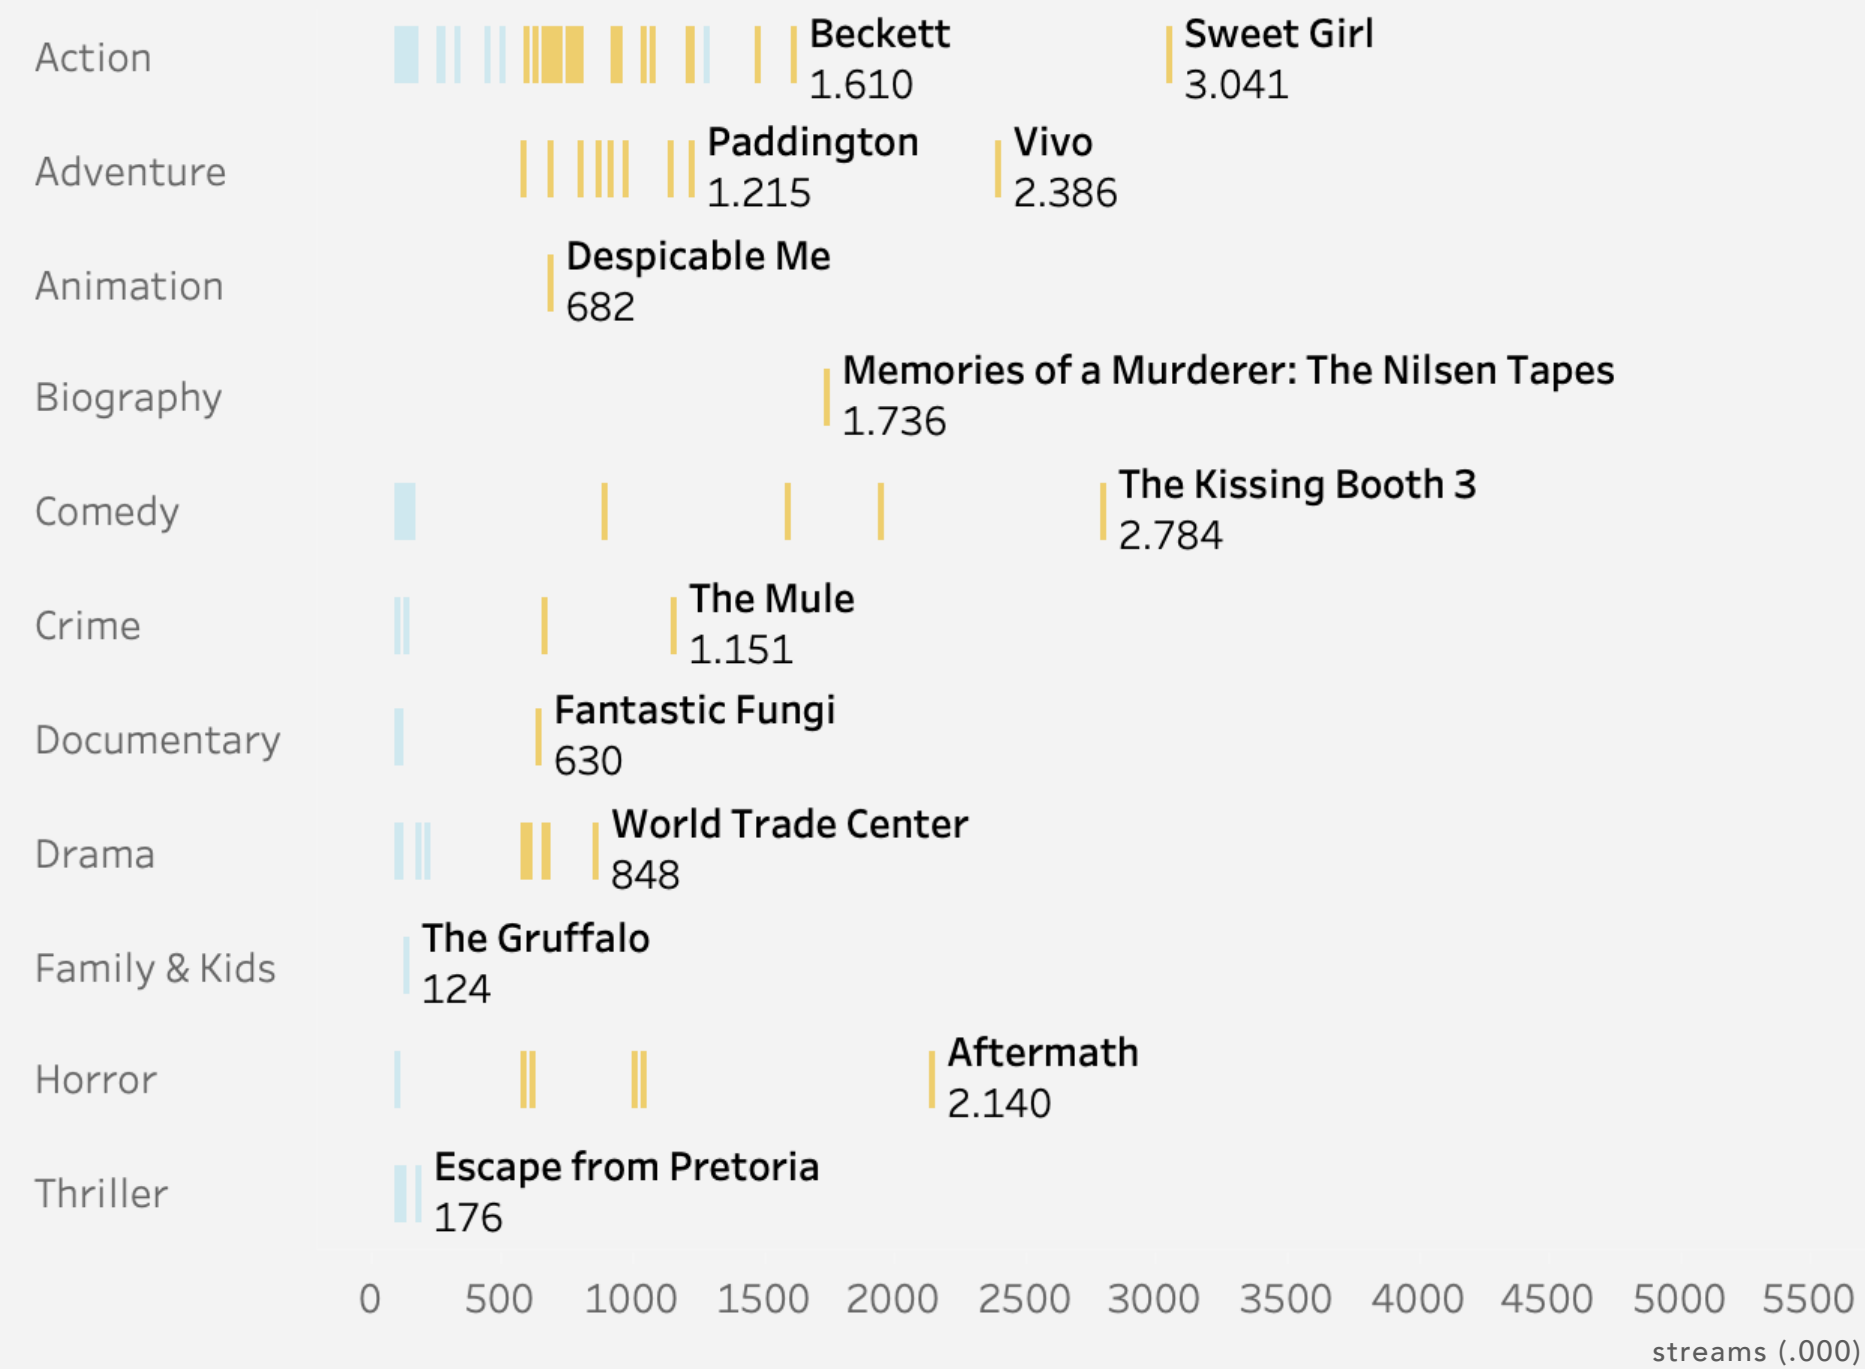 Action
Beckett
1.610
Sweet Girl
3.041
Adventure
Paddington
1.215
Vivo
2.386
Animation
Despicable Me
682
Biography
Memories of a Murderer: The Nilsen Tapes
1.736
Comedy
The Kissing Booth 3
2.784
Crime
The Mule
1.151
Documentary
Fantastic Fungi
630
Drama
World Trade Center
848
Family & Kids
The Gruffalo
124
Horror
Aftermath
2.140
Thriller
Escape from Pretoria
176
0 500 1000 1500 2000 2500 3000 3500 4000 4500 5000 5500
streams (.000)